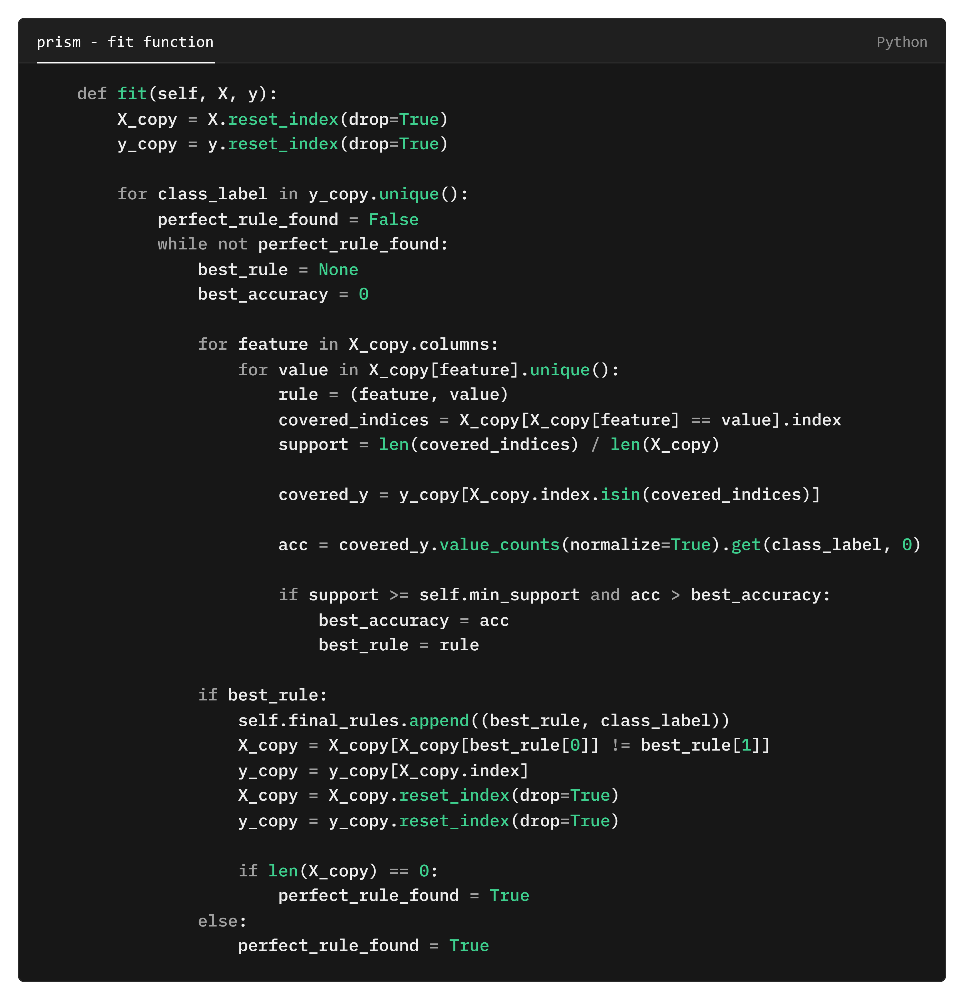 prism - fit function
Python
def fit(self, X, y):
    X_copy = X.reset_index(drop=True)
    y_copy = y.reset_index(drop=True)

    for class_label in y_copy.unique():
        perfect_rule_found = False
        while not perfect_rule_found:
            best_rule = None
            best_accuracy = 0

            for feature in X_copy.columns:
                for value in X_copy[feature].unique():
                    rule = (feature, value)
                    covered_indices = X_copy[X_copy[feature] == value].index
                    support = len(covered_indices) / len(X_copy)

                    covered_y = y_copy[X_copy.index.isin(covered_indices)]

                    acc = covered_y.value_counts(normalize=True).get(class_label, 0)

                    if support >= self.min_support and acc > best_accuracy:
                        best_accuracy = acc
                        best_rule = rule

            if best_rule:
                self.final_rules.append((best_rule, class_label))
                X_copy = X_copy[X_copy[best_rule[0]] != best_rule[1]]
                y_copy = y_copy[X_copy.index]
                X_copy = X_copy.reset_index(drop=True)
                y_copy = y_copy.reset_index(drop=True)

                if len(X_copy) == 0:
                    perfect_rule_found = True
            else:
                perfect_rule_found = True